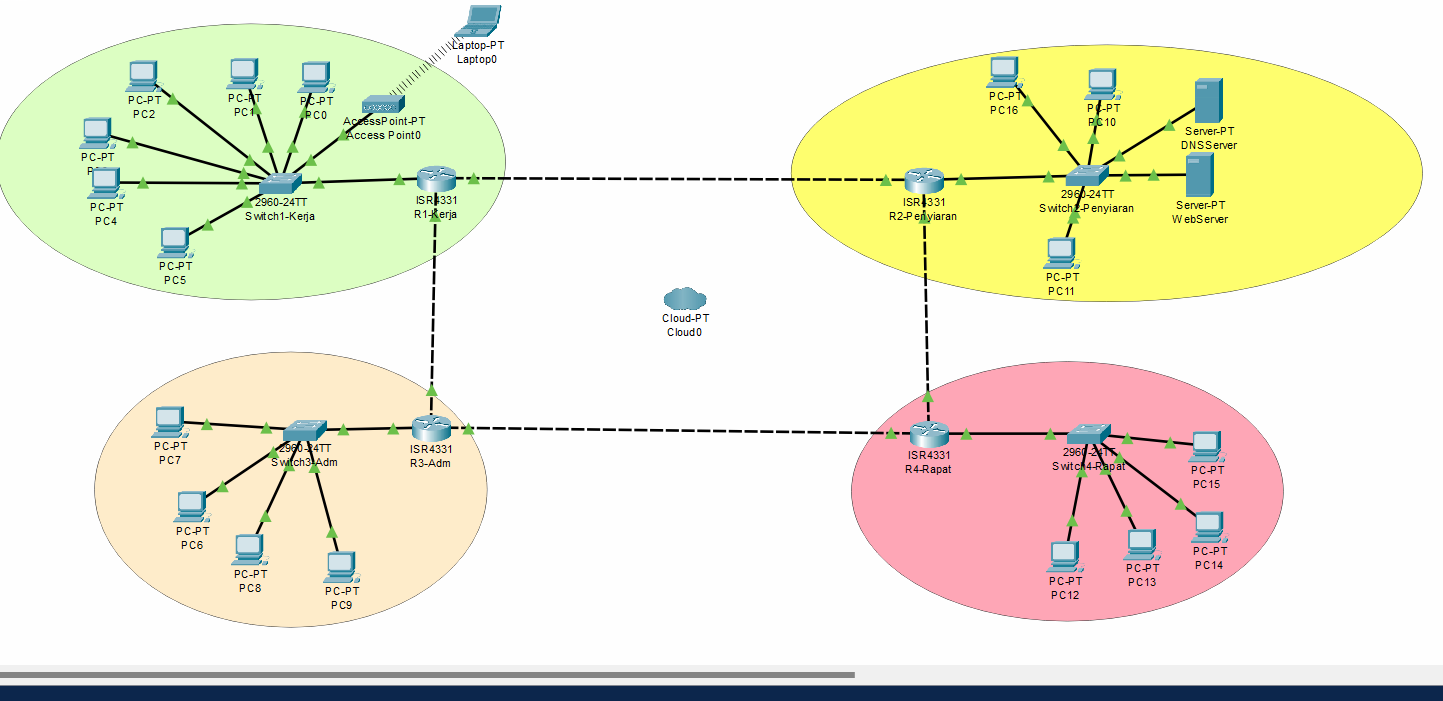 Laptop-PT
Laptop0
PC-PT
PC2
PC-PT
PC1
PC-PT
PC0
AccessPoint-PT
Access Point0
PC-PT
PC-PT
PC4
2960-24TT
Switch1-Kerja
ISR4331
R1-Kerja
PC-PT
PC5
PC-PT
PC16
PC-PT
PC10
Server-PT
DNSServer
ISR4331
R2-Penyiaran
2960-24TT
Switch2-Penyiaran
Server-PT
WebServer
PC-PT
PC11
Cloud-PT
Cloud0
PC-PT
PC7
2960-24TT
Switch3-Adm
ISR4331
R3-Adm
PC-PT
PC6
PC-PT
PC8
PC-PT
PC9
ISR4331
R4-Rapat
2960-24TT
Switch4-Rapat
PC-PT
PC15
PC-PT
PC14
PC-PT
PC13
PC-PT
PC12